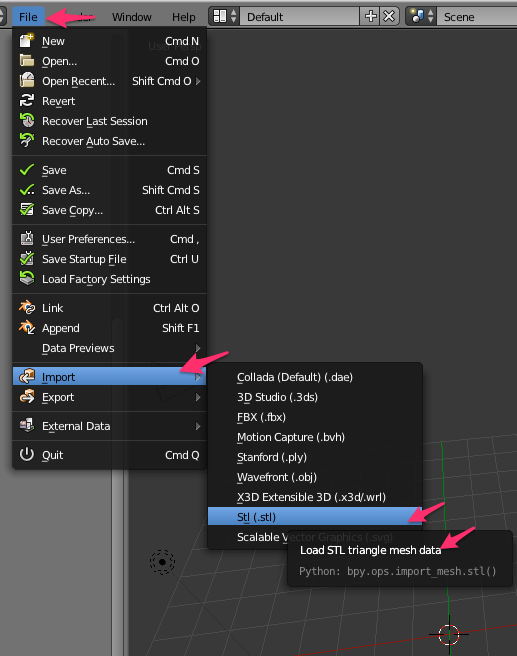 File Render Window Help Default Scene
New Cmd N
Open... Cmd O
Open Recent... Shift Cmd O
Revert
Recover Last Session
Recover Auto Save...
Save Cmd S
Save As... Shift Cmd S
Save Copy... Ctrl Alt S
User Preferences... Cmd ,
Save Startup File Ctrl U
Load Factory Settings
Link Ctrl Alt O
Append Shift F1
Data Previews
Import
Export
External Data
Quit Cmd Q
Collada (Default) (.dae)
3D Studio (.3ds)
FBX (.fbx)
Motion Capture (.bvh)
Stanford (.ply)
Wavefront (.obj)
X3D Extensible 3D (.x3d/.wrl)
Stl (.stl)
Scalable Vector Graphics (.svg)
Load STL triangle mesh data
Python: bpy.ops.import_mesh.stl()